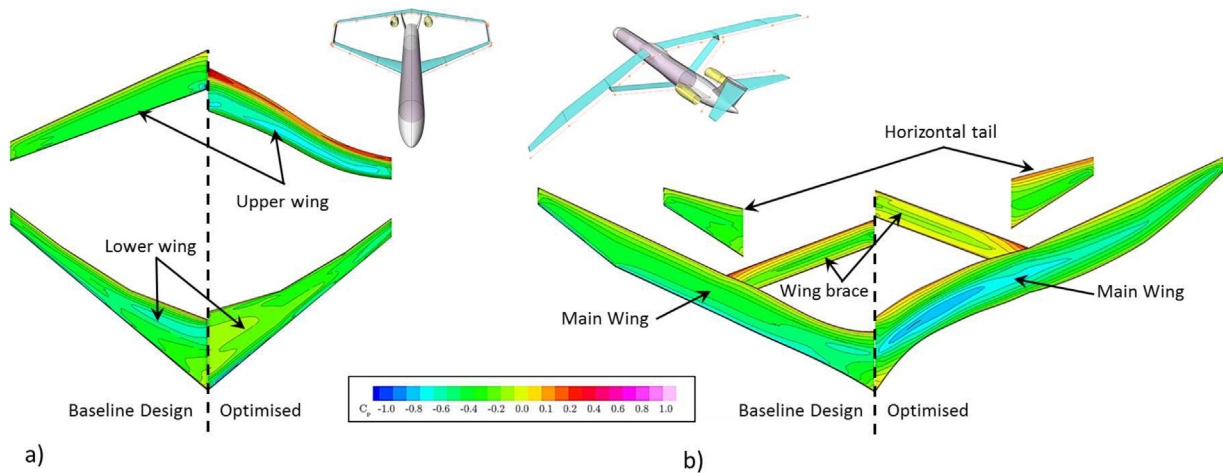 Horizontal tail
Upper wing
Lower wing
Main Wing
Wing brace
Main Wing
Cp -1.0 -0.8 -0.6 -0.4 -0.2 0.0 0.1 0.2 0.4 0.6 0.8 1.0
Baseline Design Optimised
Baseline Design Optimised
a)
b)